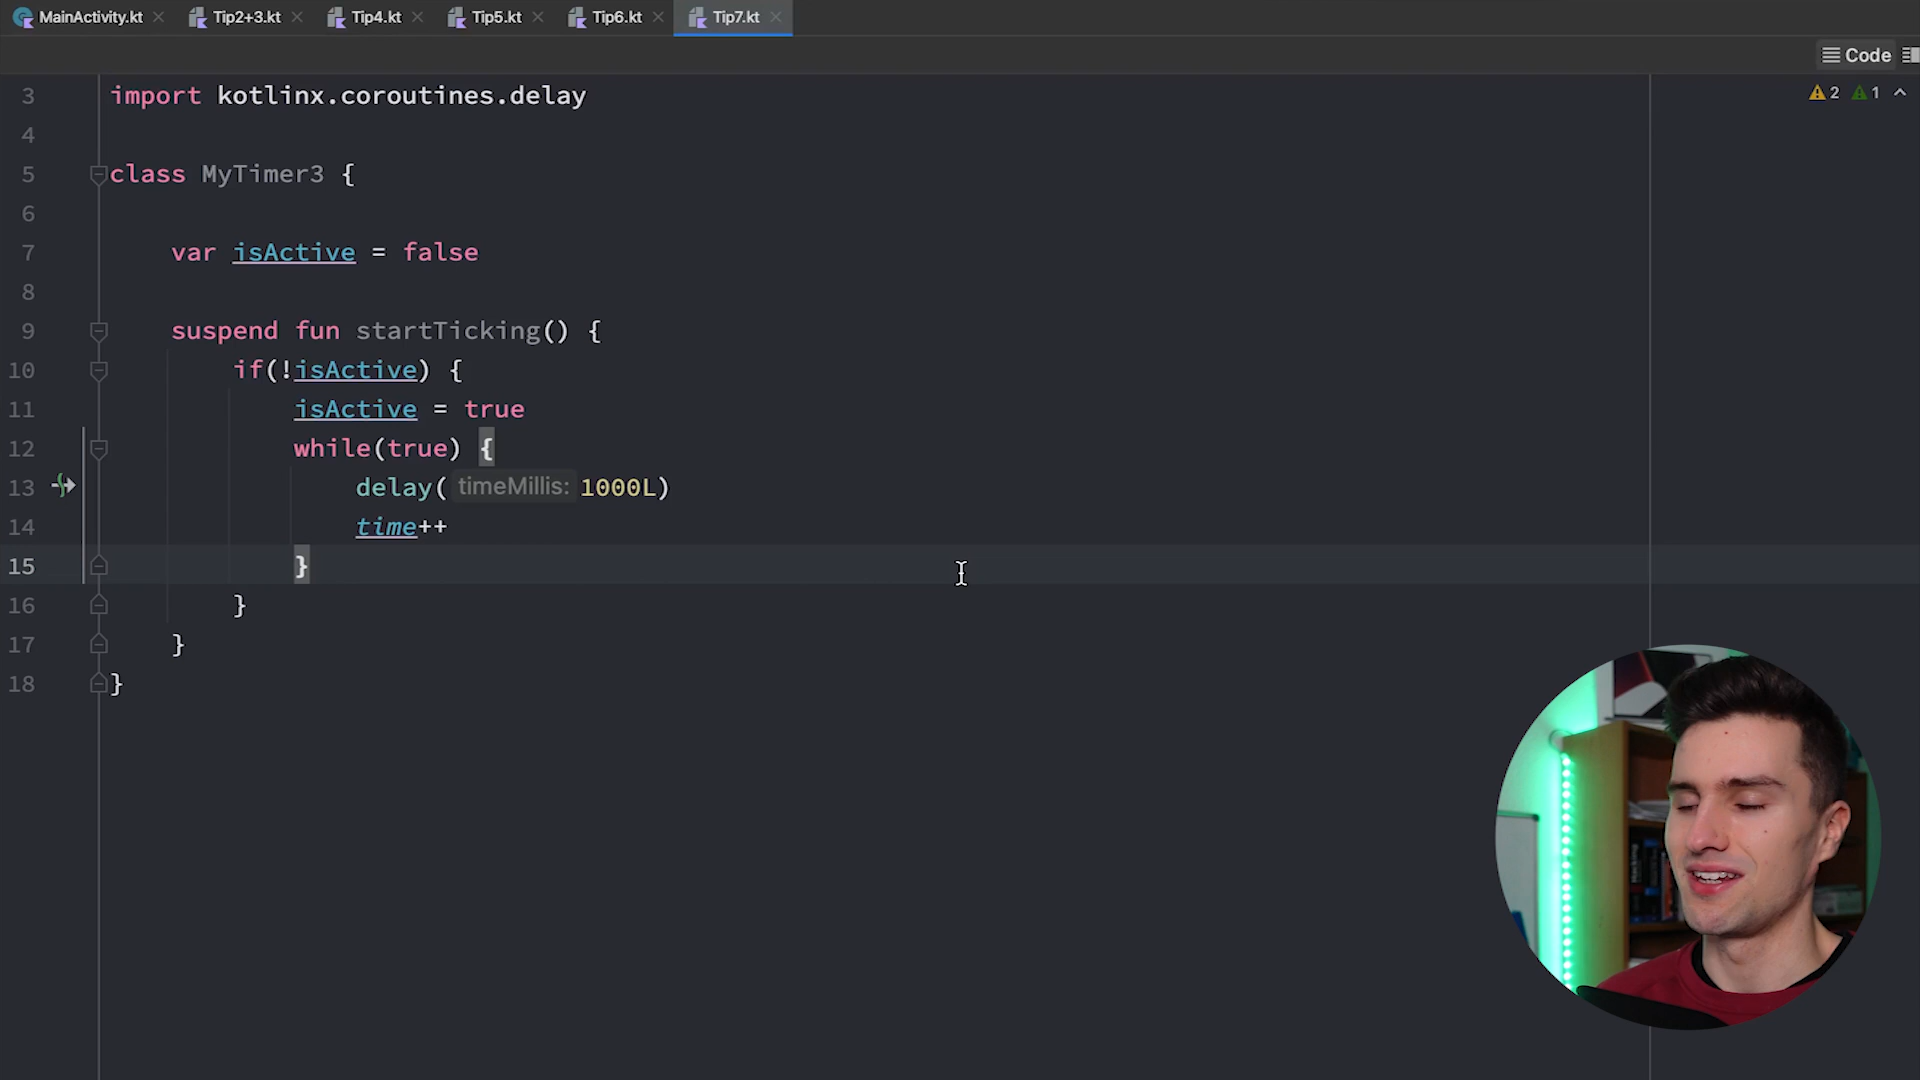 MainActivity.kt Tip2+3.kt Tip4.kt Tip5.kt Tip6.kt Tip7.kt
Code
2 1
3 import kotlinx.coroutines.delay
4
5 class MyTimer3 {
6
7 var isActive = false
8
9 suspend fun startTicking() {
10 if(!isActive) {
11 isActive = true
12 while(true) {
13 delay( timeMillis: 1000L)
14 time++
15 }
16 }
17 }
18 }